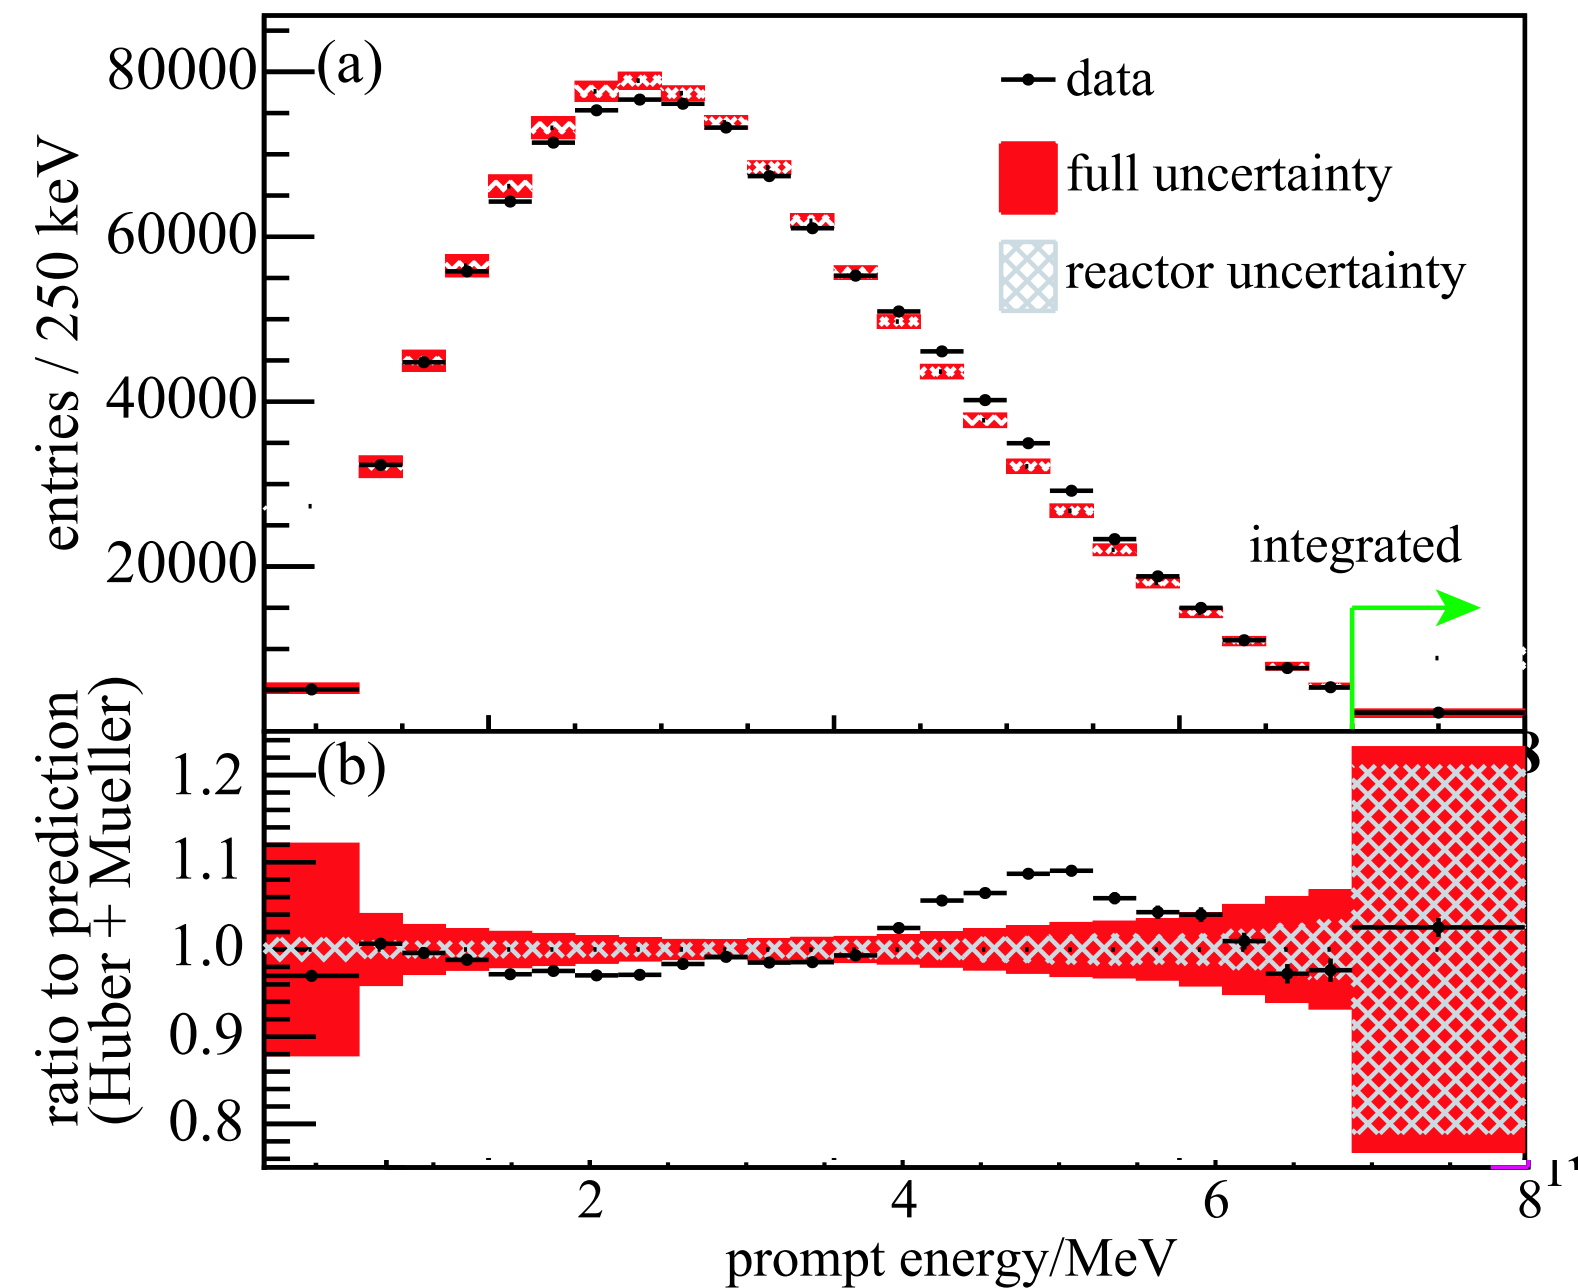 (a)
80000
60000
40000
20000
entries / 250 keV
data
full uncertainty
reactor uncertainty
integrated
(b)
1.2
1.1
1.0
0.9
0.8
ratio to prediction
(Huber + Mueller)
2
4
6
8
prompt energy/MeV